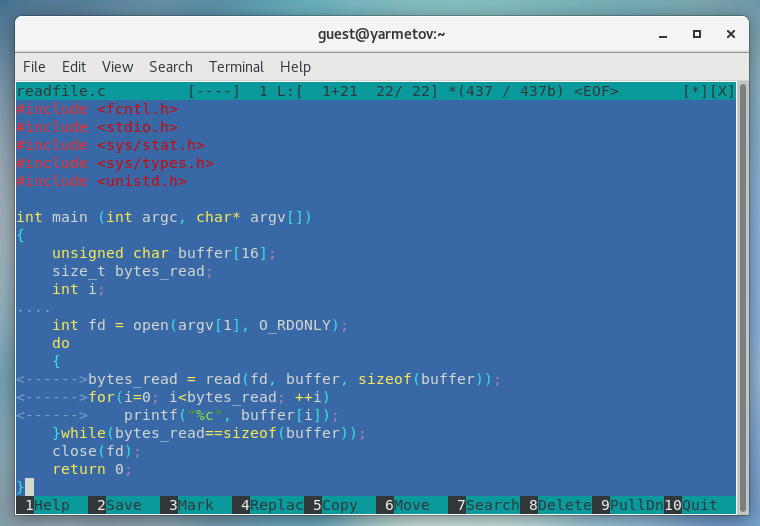 guest@yarmetov:~
File Edit View Search Terminal Help
readfile.c [----] 1 L:[ 1+21 22/ 22] *(437 / 437b) <EOF> [*][X]
#include <fcntl.h>
#include <stdio.h>
#include <sys/stat.h>
#include <sys/types.h>
#include <unistd.h>

int main (int argc, char* argv[])
{
    unsigned char buffer[16];
    size_t bytes_read;
    int i;
....
    int fd = open(argv[1], O_RDONLY);
    do
    {
<------>bytes_read = read(fd, buffer, sizeof(buffer));
<------>for(i=0; i<bytes_read; ++i)
<------>    printf("%c", buffer[i]);
    }while(bytes_read==sizeof(buffer));
    close(fd);
    return 0;
}
1Help 2Save 3Mark 4Replac 5Copy 6Move 7Search 8Delete 9PullDn 10Quit